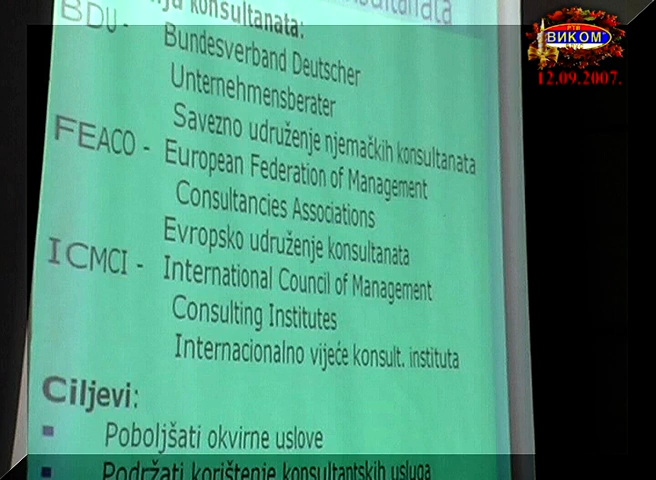 konsultanata:
BDU - Bundesverband Deutscher
Unternehmensberater
Savezno udruženje njemačkih konsultanata
FEACO - European Federation of Management
Consultancies Associations
Evropsko udruženje konsultanata
ICMCI - International Council of Management
Consulting Institutes
Internacionalno vijeće konsult. instituta
Ciljevi:
Poboljšati okvirne uslove
Podržati korištenje konsultantskih usluga
РТВ
ВИКОМ
12.09.2007.